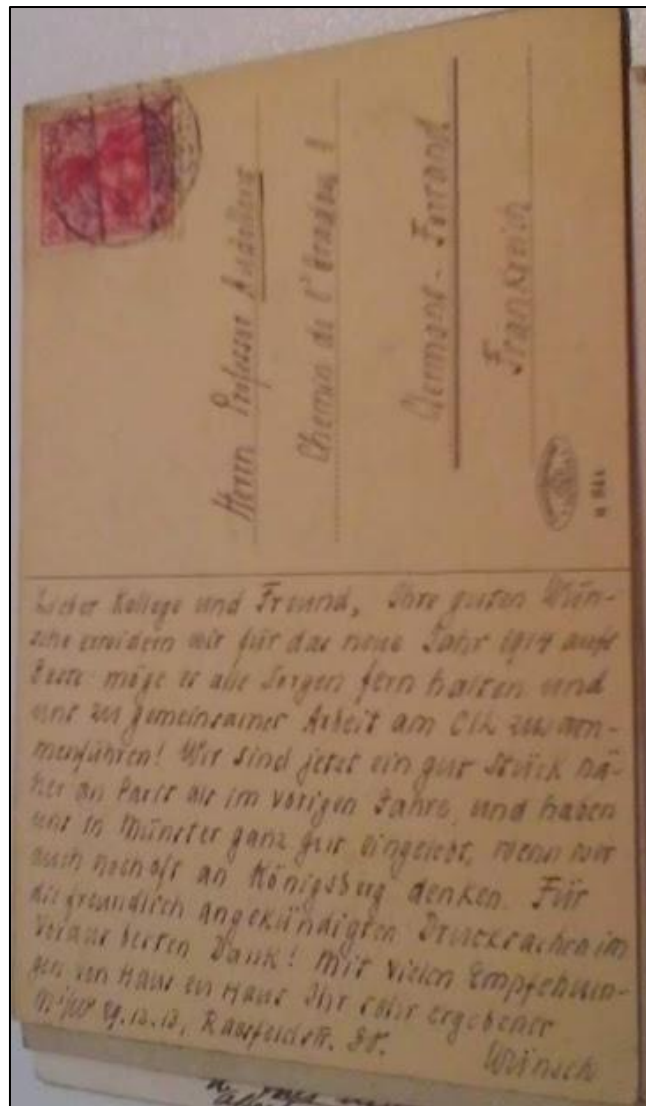 Herrn Professor Audollent
Chemin de l'Oradou
Clermont-Ferrand
Frankreich
Lieber Kollege und Freund, Ihre guten Wün-
sche erwidern wir für das neue Jahr 1914 aufs
Beste: möge es alle Sorgen fern halten und
uns zu gemeinsamer Arbeit am CIL zusam-
menführen! Wir sind jetzt ein gut Stück nä-
her an Paris als im vorigen Jahre, und haben
uns in Münster ganz gut eingelebt, wenn wir
auch noch oft an Königsberg denken. Für
die freundlich angekündigten Drucksachen im
Voraus besten Dank! Mit vielen Empfehlun-
gen von Haus zu Haus Ihr sehr ergebener
29.12.13, Raesfeldstr. Wünsch